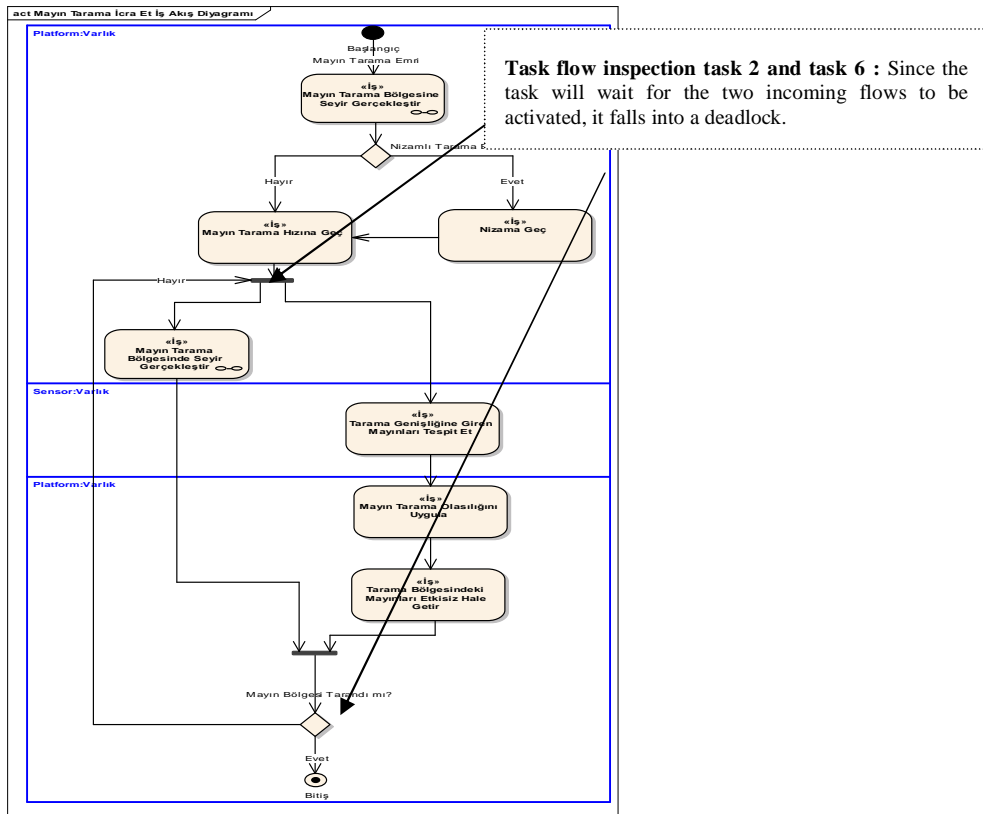 act Mayın Tarama İcra Et İş Akış Diyagramı
Platform:Varlık
Başlangıç
Mayın Tarama Emri
Task flow inspection task 2 and task 6 : Since the
task will wait for the two incoming flows to be
activated, it falls into a deadlock.
«İş»
Mayın Tarama Bölgesine
Seyir Gerçekleştir
Nizamlı Tarama
Hayır
Evet
«İş»
Mayın Tarama Hızına Geç
«İş»
Nizama Geç
Hayır
«İş»
Mayın Tarama
Bölgesinde Seyir
Gerçekleştir
Sensor:Varlık
«İş»
Tarama Genişliğine Giren
Mayınları Tespit Et
Platform:Varlık
«İş»
Mayın Tarama Olasılığını
Uygula
«İş»
Tarama Bölgesindeki
Mayınları Etkisiz Hale
Getir
Mayın Bölgesi Tarandı mı?
Evet
Bitiş